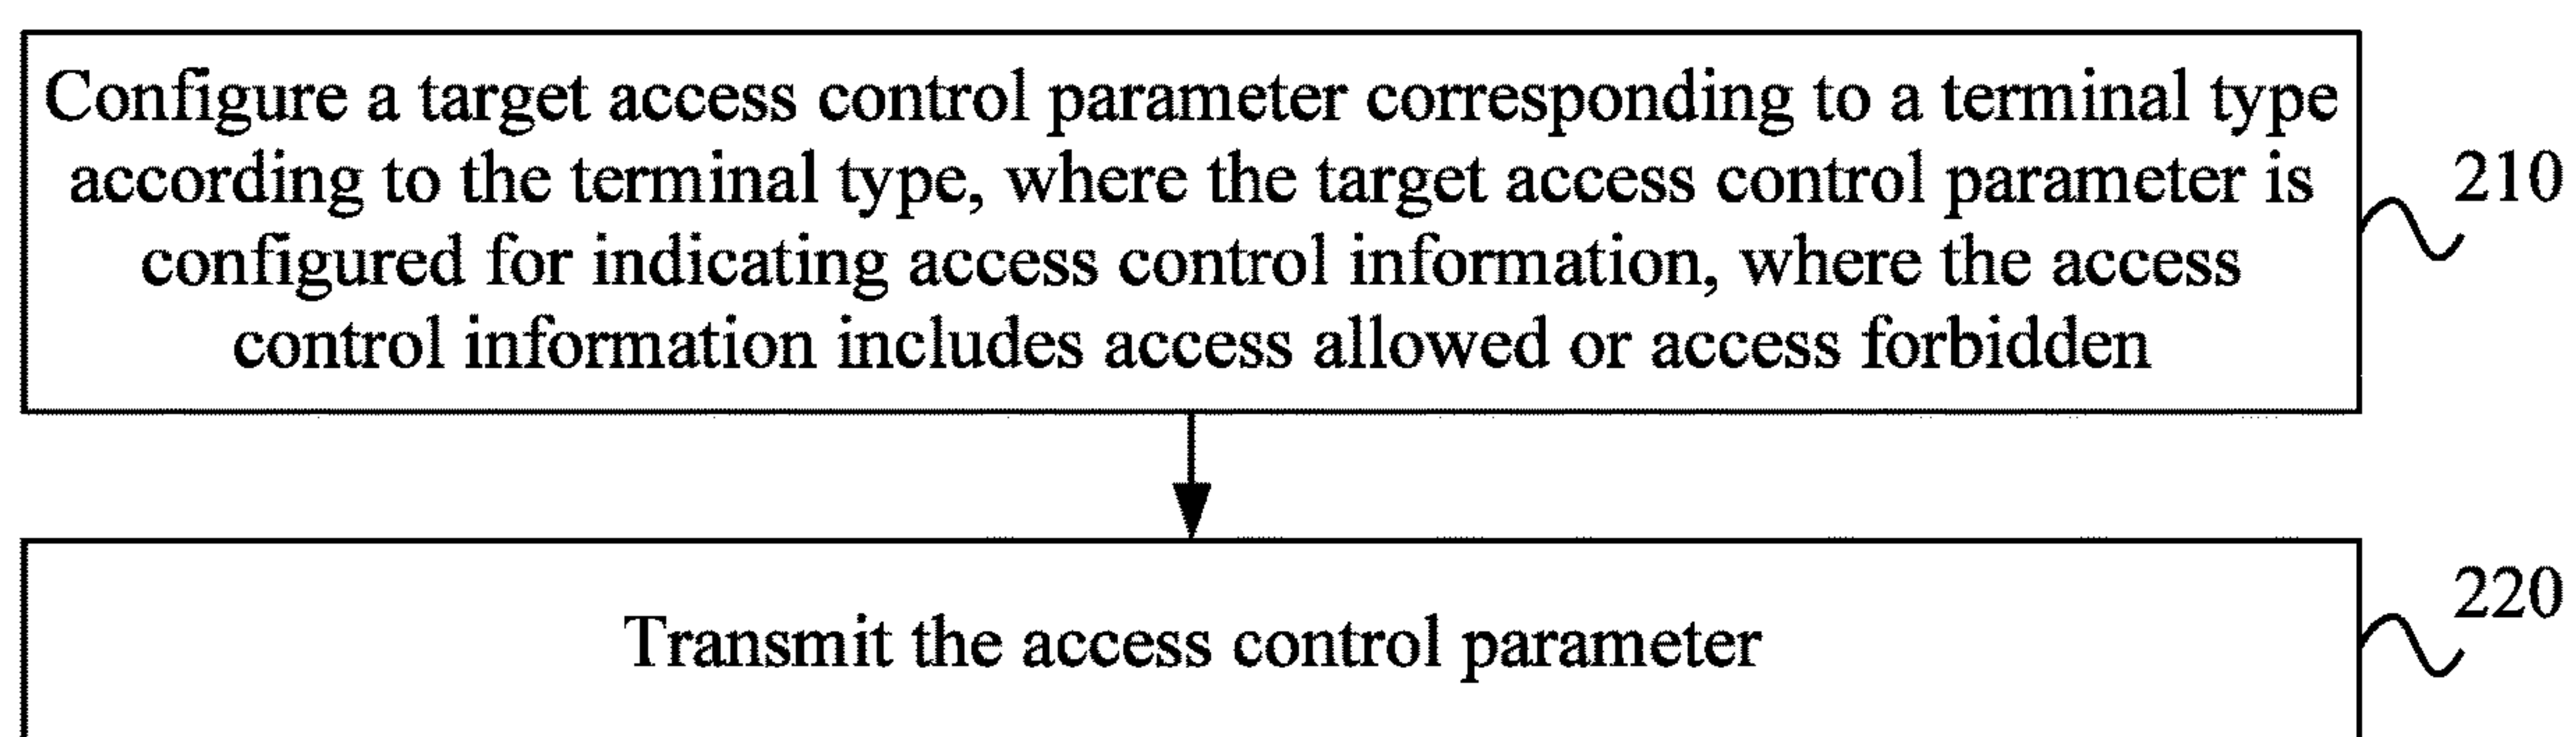 Configure a target access control parameter corresponding to a terminal type
according to the terminal type, where the target access control parameter is
configured for indicating access control information, where the access
control information includes access allowed or access forbidden
210
Transmit the access control parameter
220